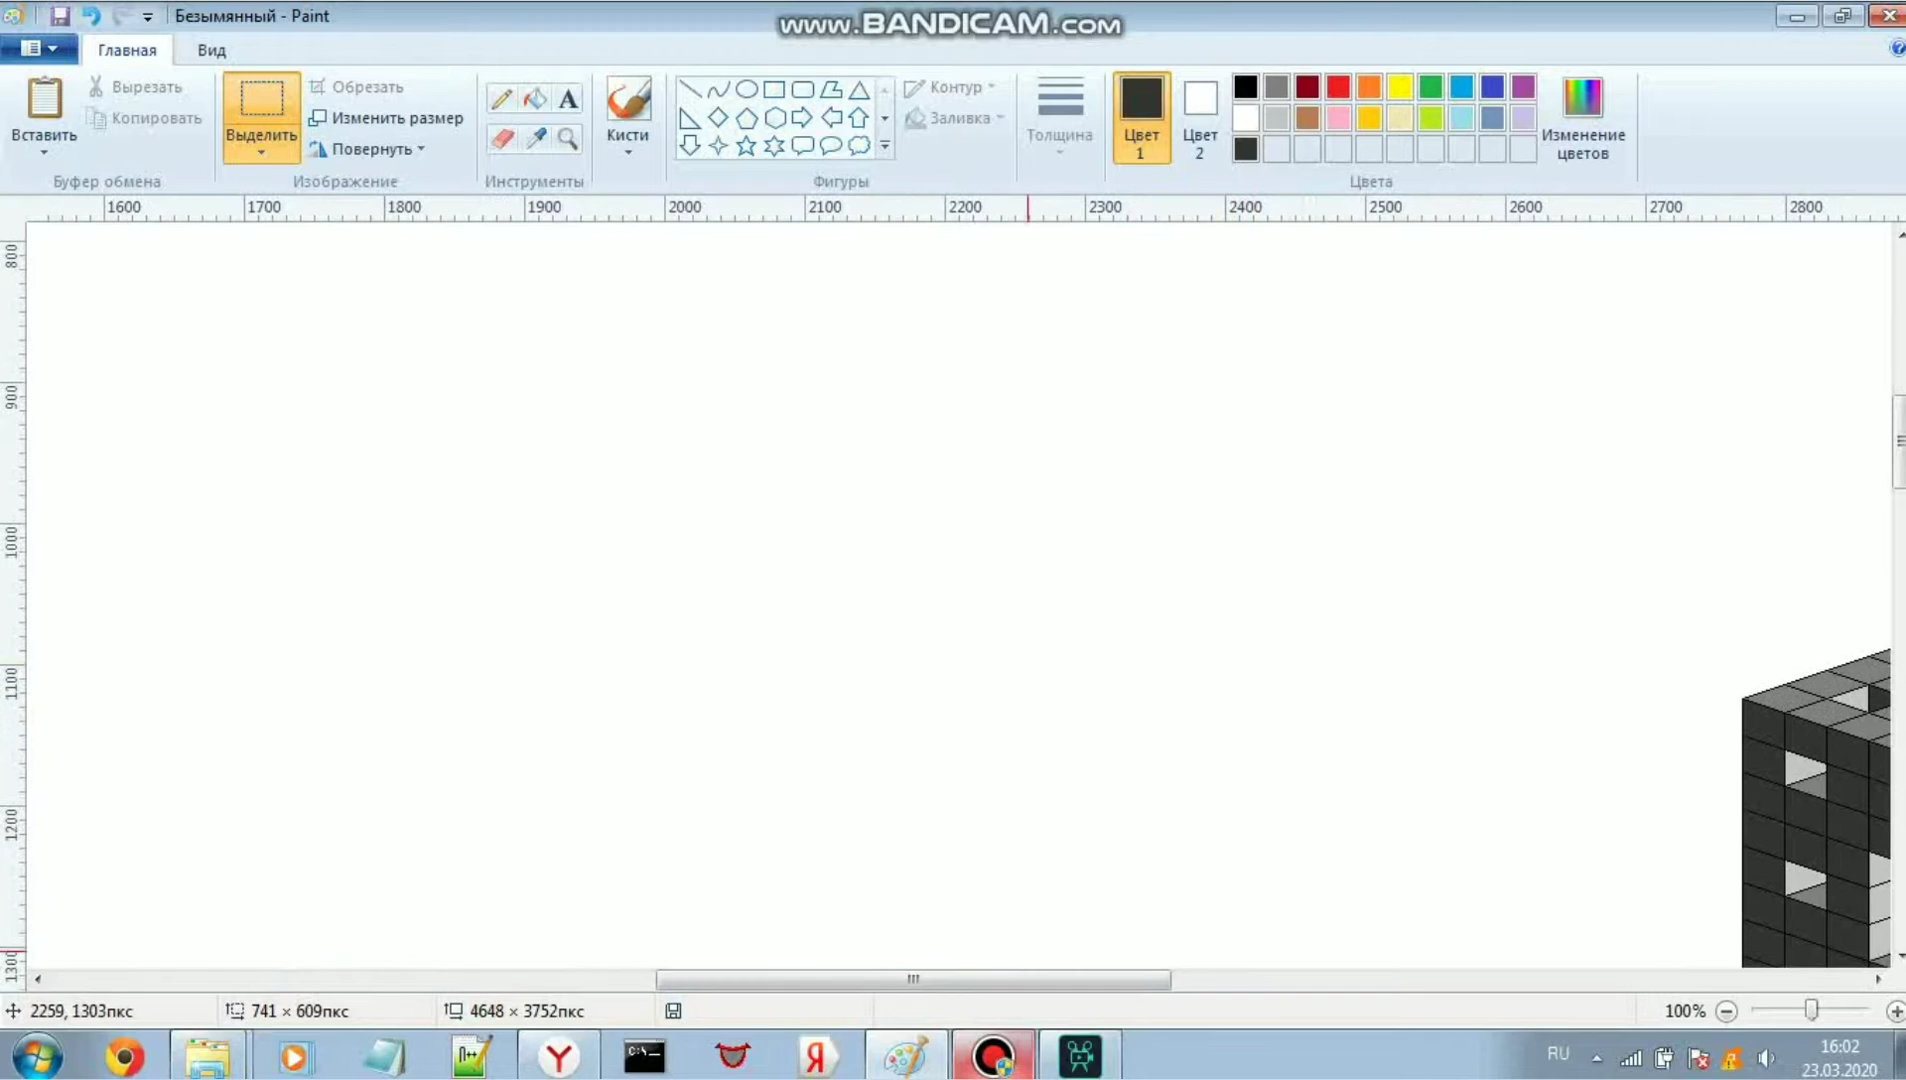 Безымянный - Paint
www.BANDICAM.com
Главная
Вид
Вставить
Вырезать
Копировать
Буфер обмена
Выделить
Обрезать
Изменить размер
Повернуть
Изображение
A
Инструменты
Кисти
Фигуры
Контур
Заливка
Толщина
Цвет
1
Цвет
2
Изменение
цветов
Цвета
1600 1700 1800 1900 2000 2100 2200 2300 2400 2500 2600 2700 2800
800
900
1000
1100
1200
1300
2259, 1303пкс
741 × 609пкс
4648 × 3752пкс
100%
П++
C:\
Y
Я
RU
16:02
23.03.2020